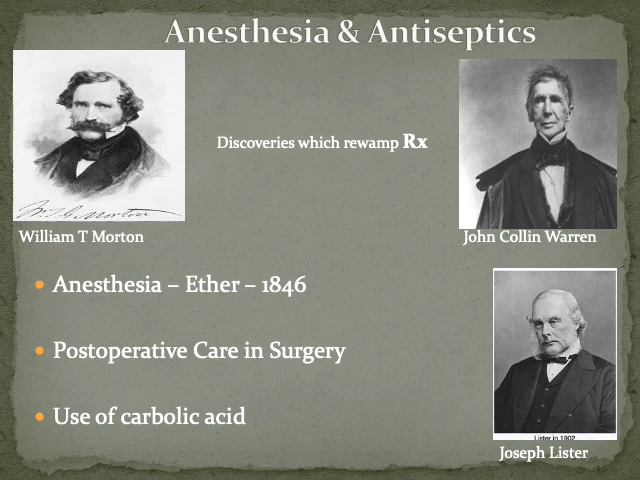 Anesthesia & Antiseptics
Discoveries which rewamp Rx
William T Morton
John Collin Warren
• Anesthesia – Ether – 1846
• Postoperative Care in Surgery
• Use of carbolic acid
Lister in 1902
Joseph Lister